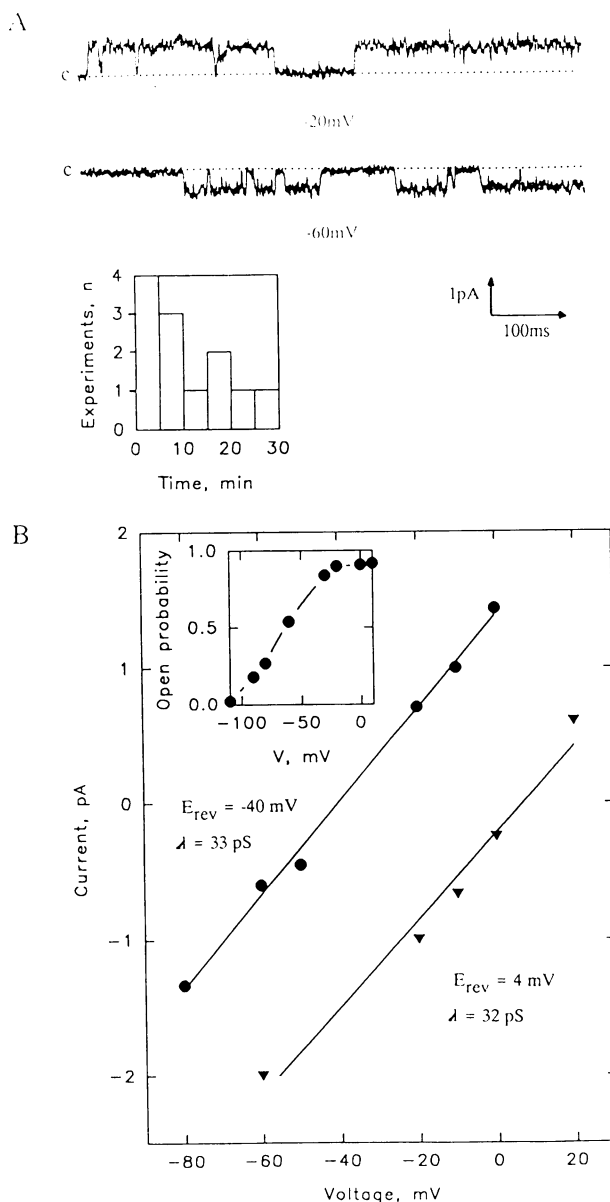 A
c
-20mV
c
-60mV
Experiments, n
4
3
2
1
0
0 10 20 30
Time, min
1pA
100ms
B
Current, pA
2
1
0
-1
-2
Open probability
1.0
0.5
0.0
-100 -50 0
V, mV
E_rev = -40 mV
λ = 33 pS
E_rev = 4 mV
λ = 32 pS
-80 -60 -40 -20 0 20
Voltage, mV